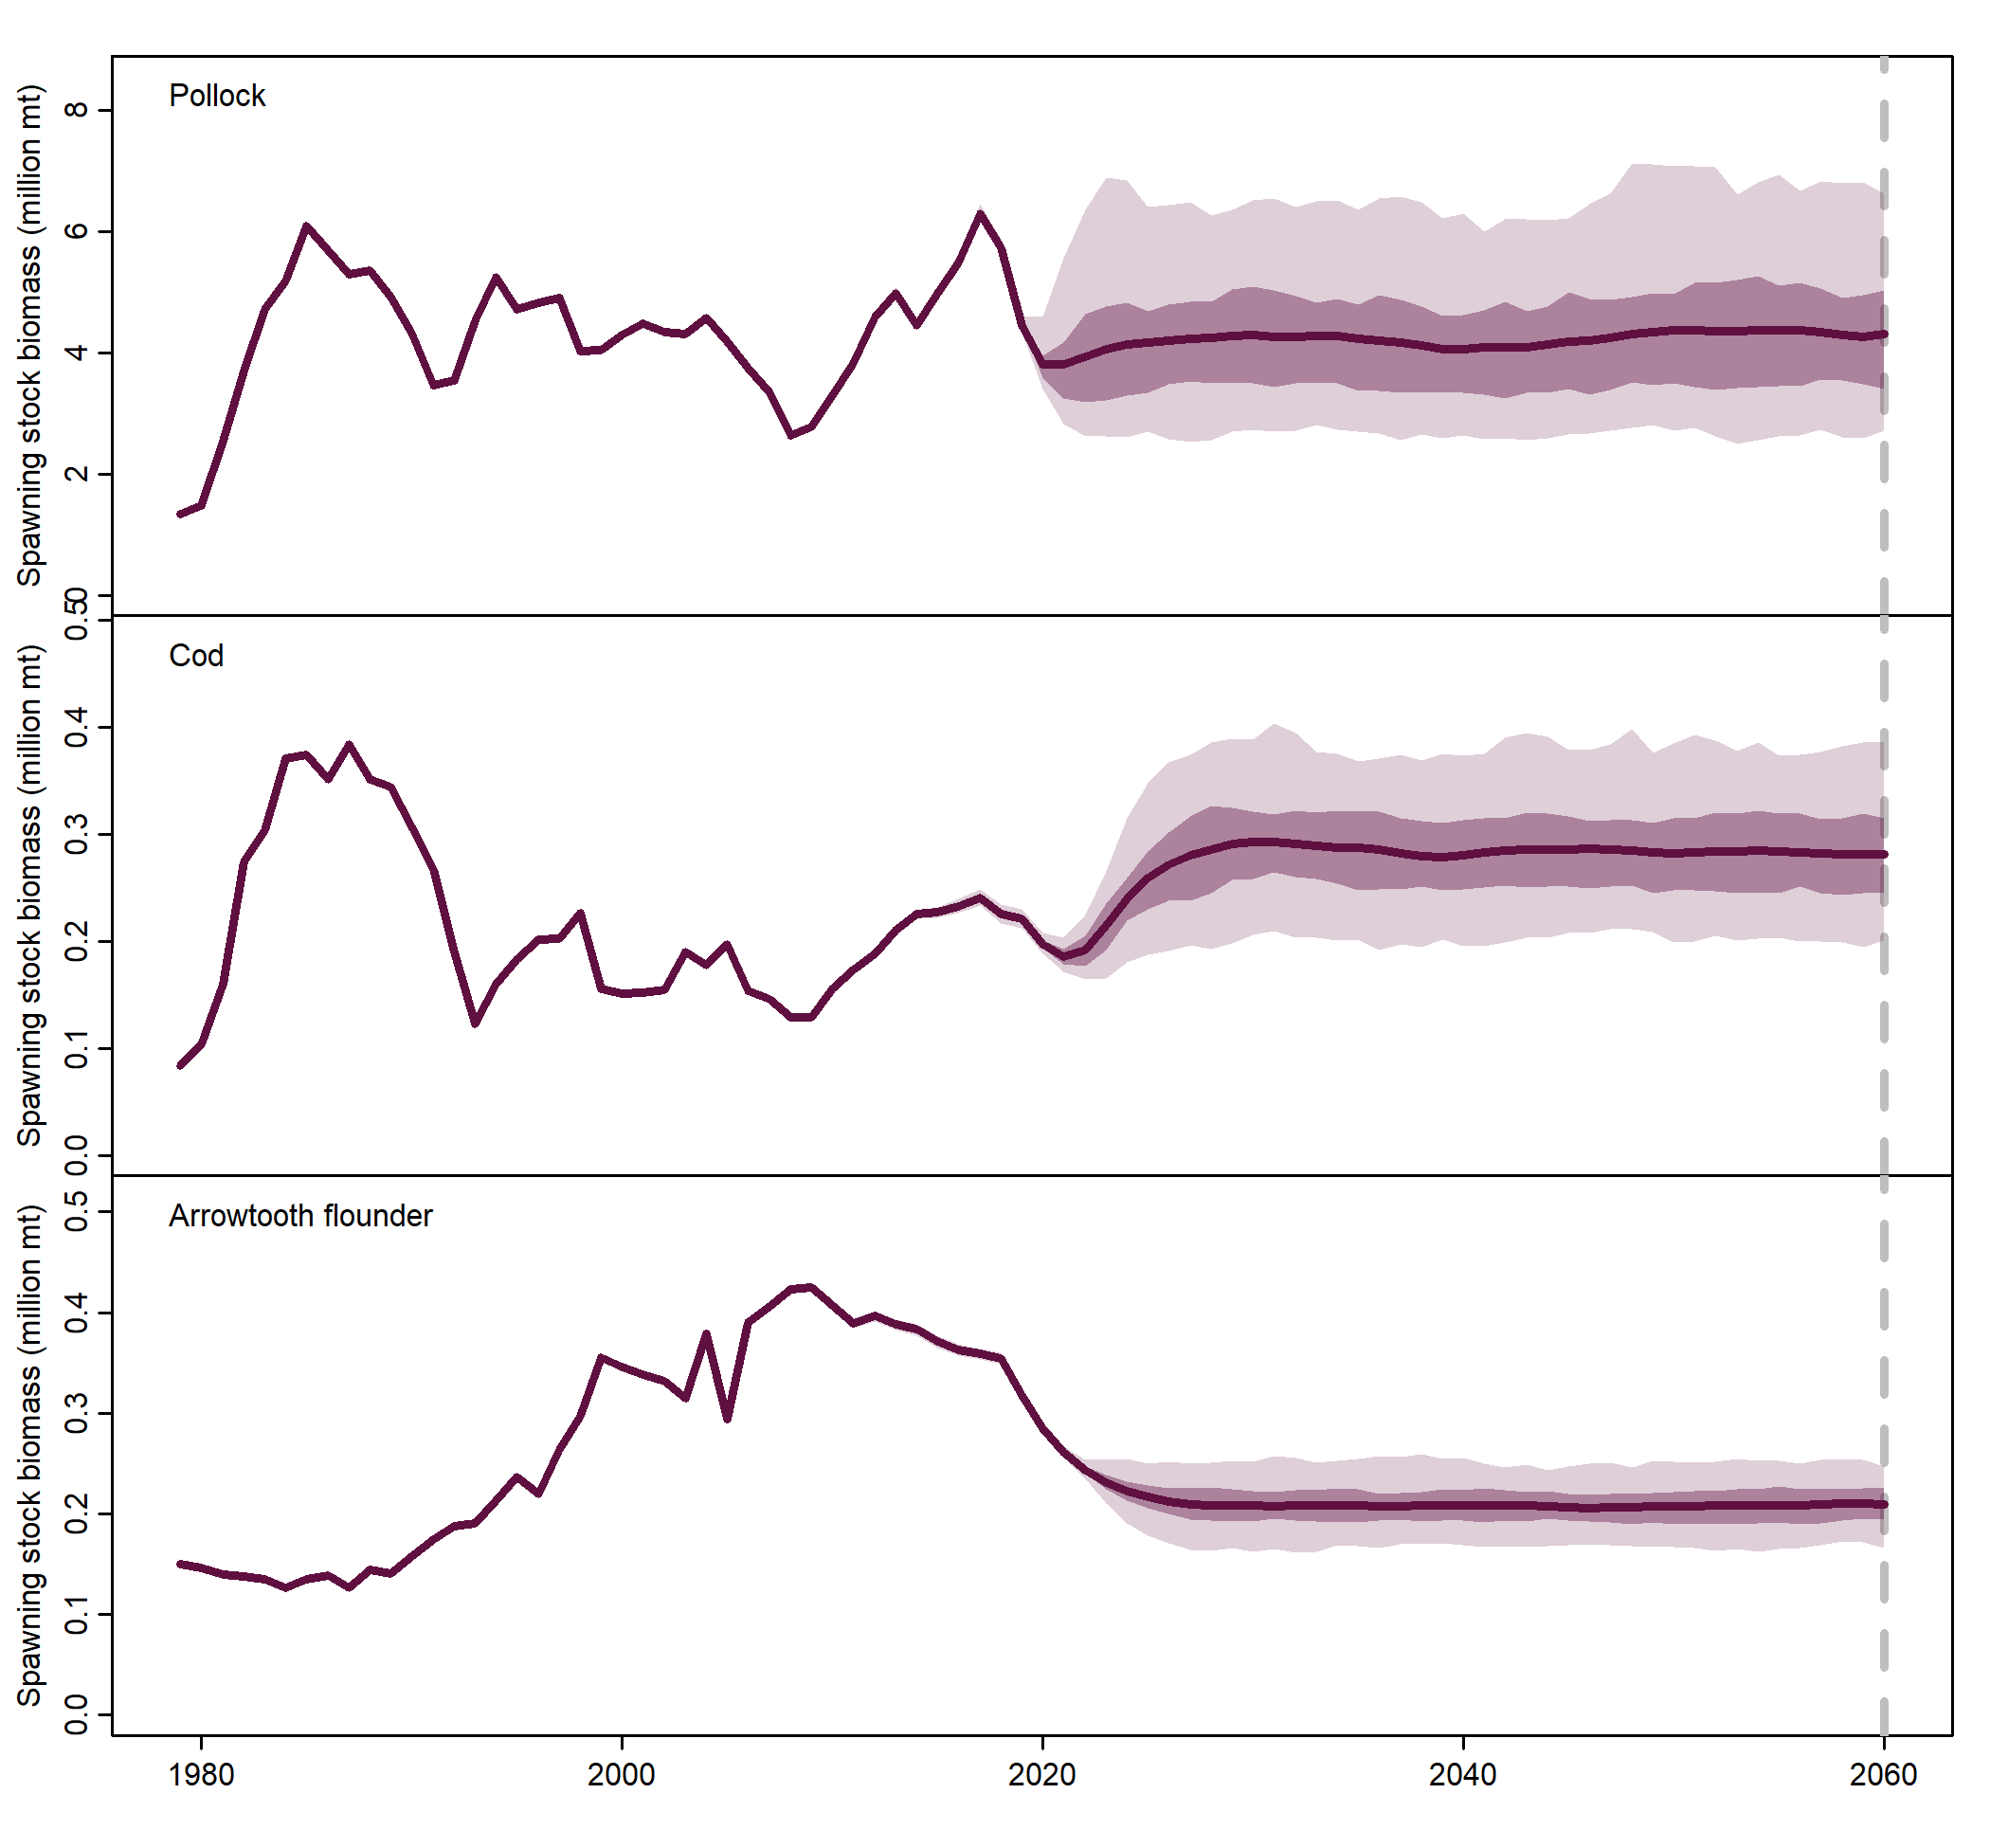 Pollock
Spawning stock biomass (million mt)
8
6
4
2
0
Cod
Spawning stock biomass (million mt)
0.5
0.4
0.3
0.2
0.1
0.0
Arrowtooth flounder
Spawning stock biomass (million mt)
0.5
0.4
0.3
0.2
0.1
0.0
1980 2000 2020 2040 2060